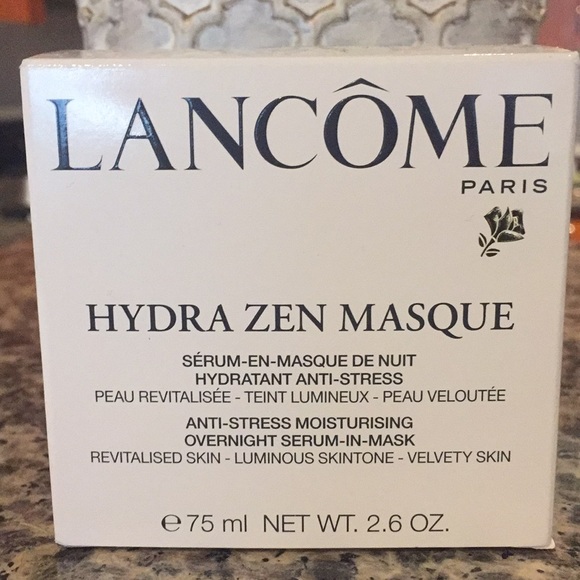 LANCÔME
PARIS
HYDRA ZEN MASQUE
SÉRUM-EN-MASQUE DE NUIT
HYDRATANT ANTI-STRESS
PEAU REVITALISÉE - TEINT LUMINEUX - PEAU VELOUTÉE
ANTI-STRESS MOISTURISING
OVERNIGHT SERUM-IN-MASK
REVITALISED SKIN - LUMINOUS SKINTONE - VELVETY SKIN
℮ 75 ml NET WT. 2.6 OZ.